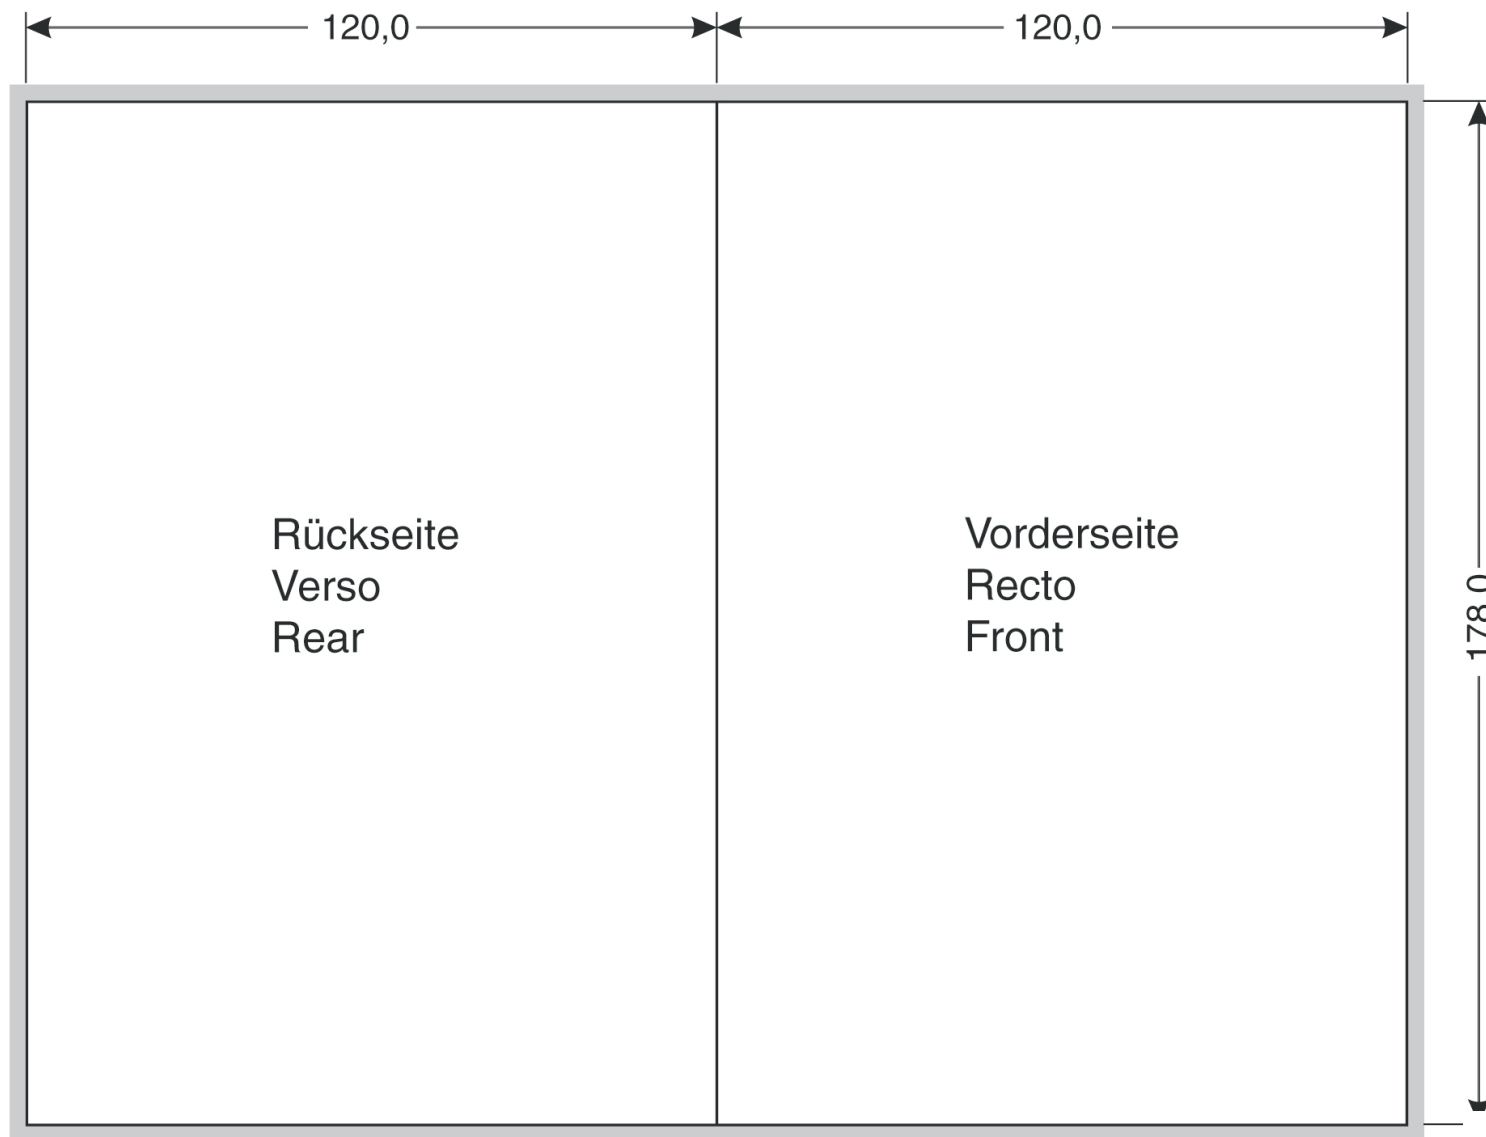 120,0 120,0
Rückseite
Verso
Rear
Vorderseite
Recto
Front
178,0